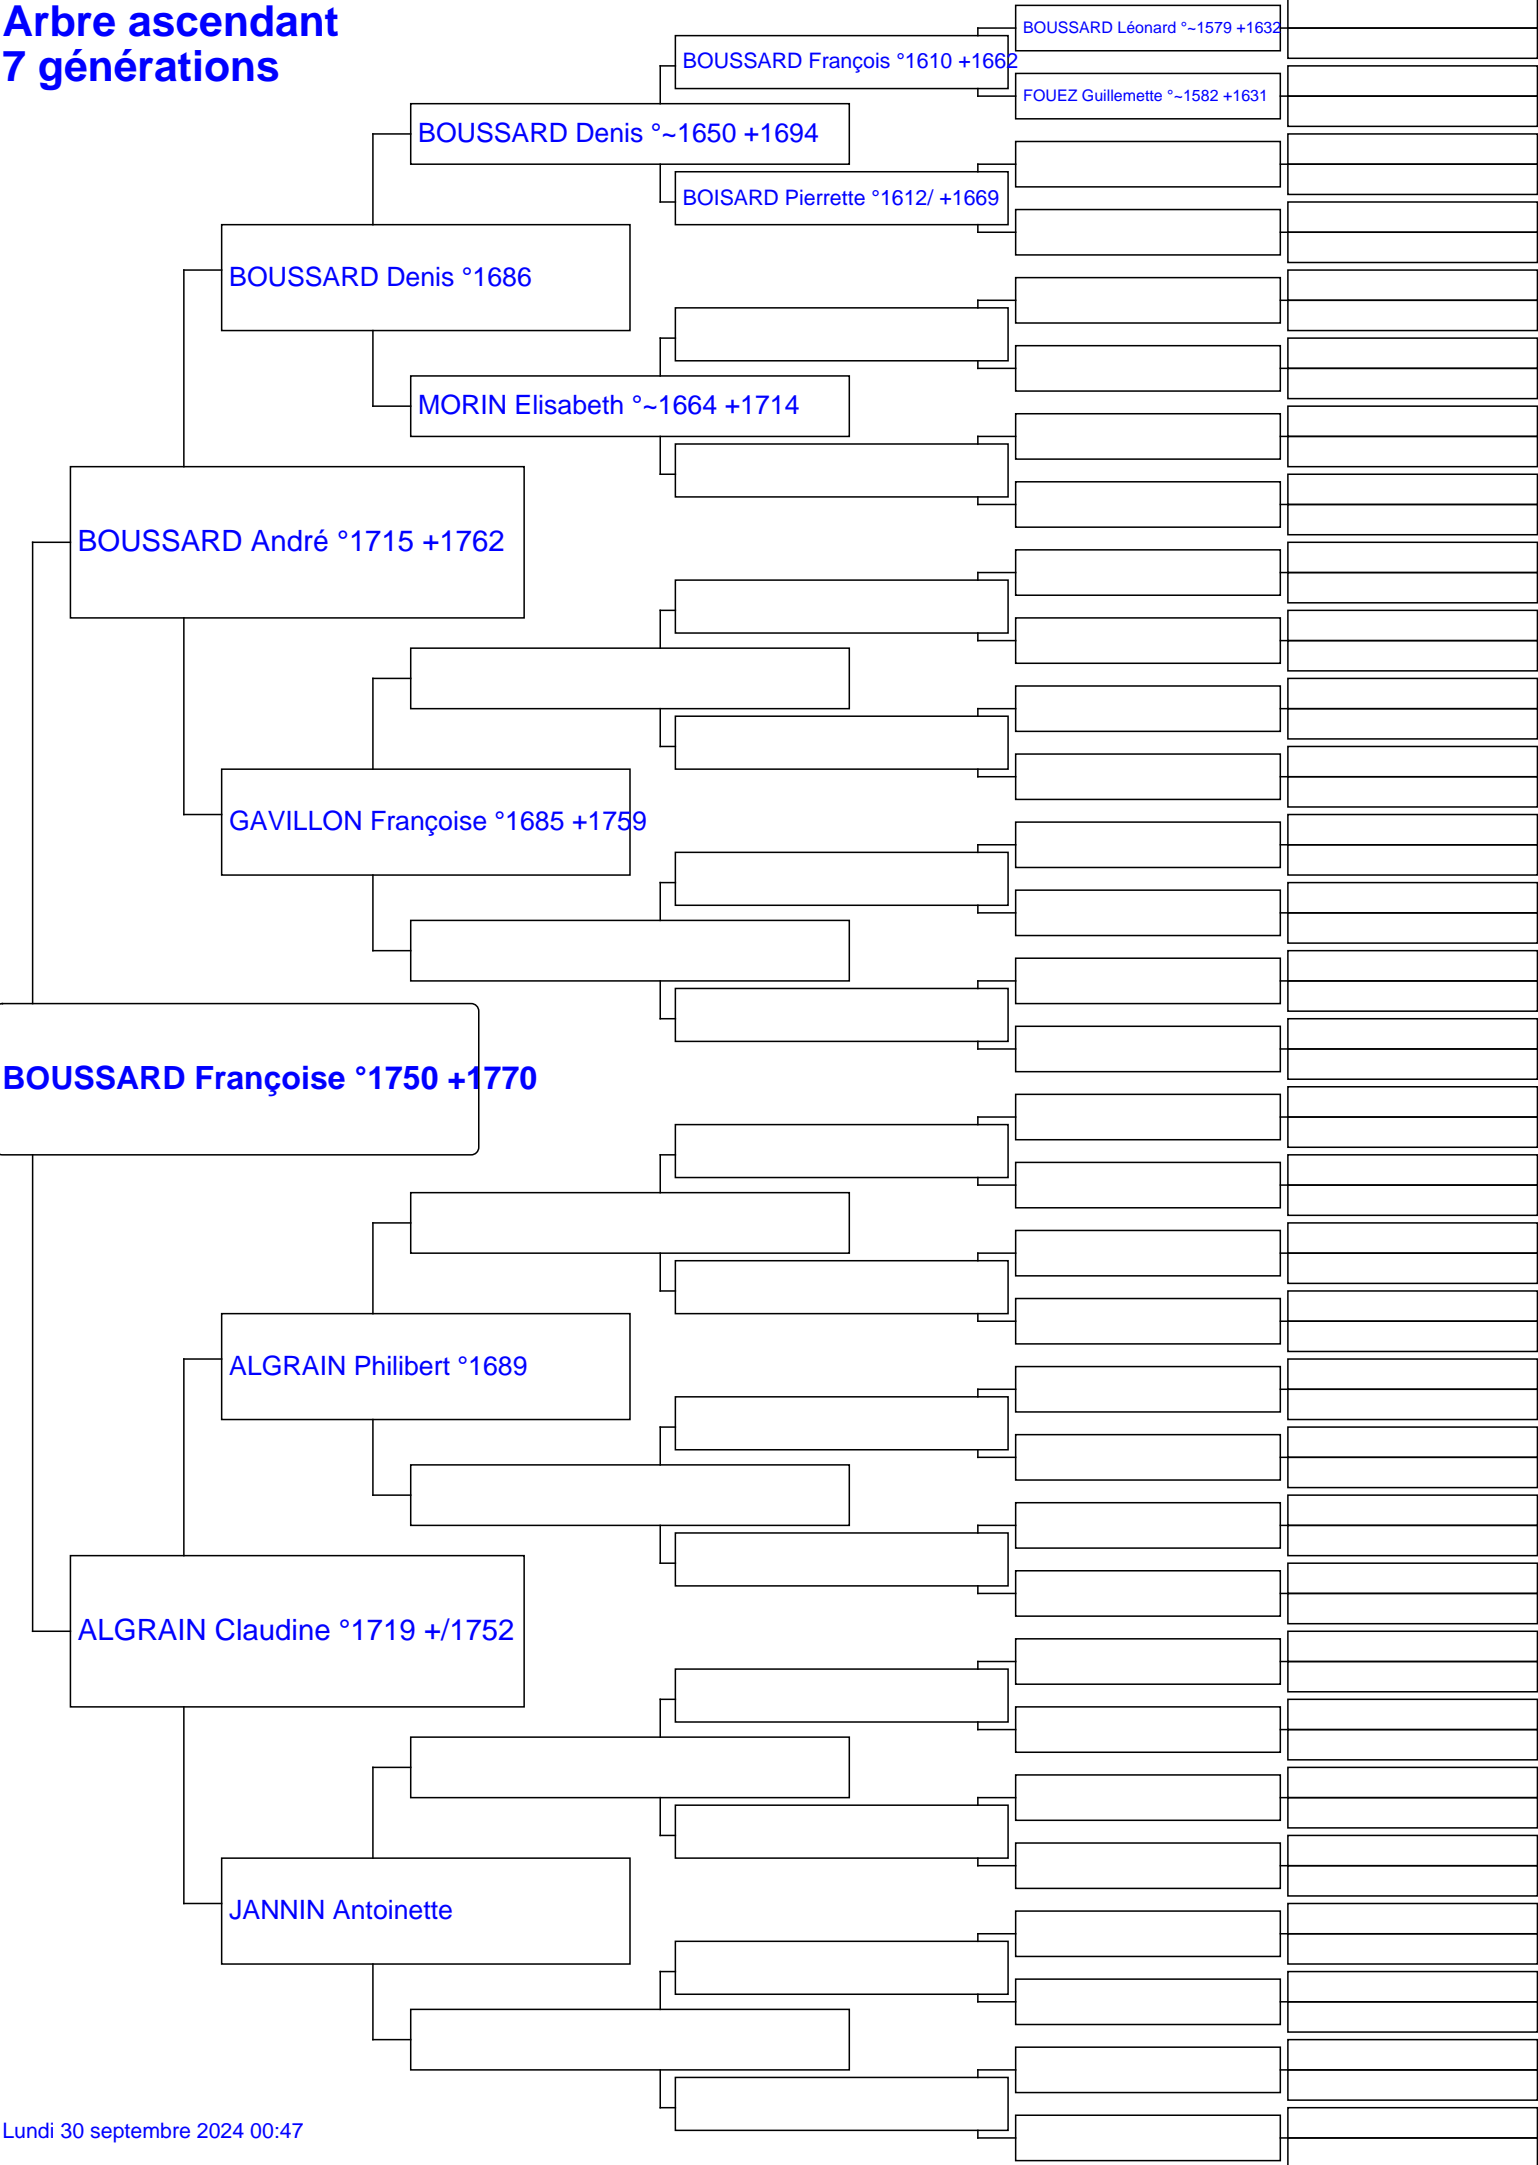 Arbre ascendant
7 générations
BOUSSARD Léonard °~1579 +1632
BOUSSARD François °1610 +1662
FOUEZ Guillemette °~1582 +1631
BOUSSARD Denis °~1650 +1694
BOISARD Pierrette °1612/ +1669
BOUSSARD Denis °1686
MORIN Elisabeth °~1664 +1714
BOUSSARD André °1715 +1762
GAVILLON Françoise °1685 +1759
BOUSSARD Françoise °1750 +1770
ALGRAIN Philibert °1689
ALGRAIN Claudine °1719 +/1752
JANNIN Antoinette
Lundi 30 septembre 2024 00:47